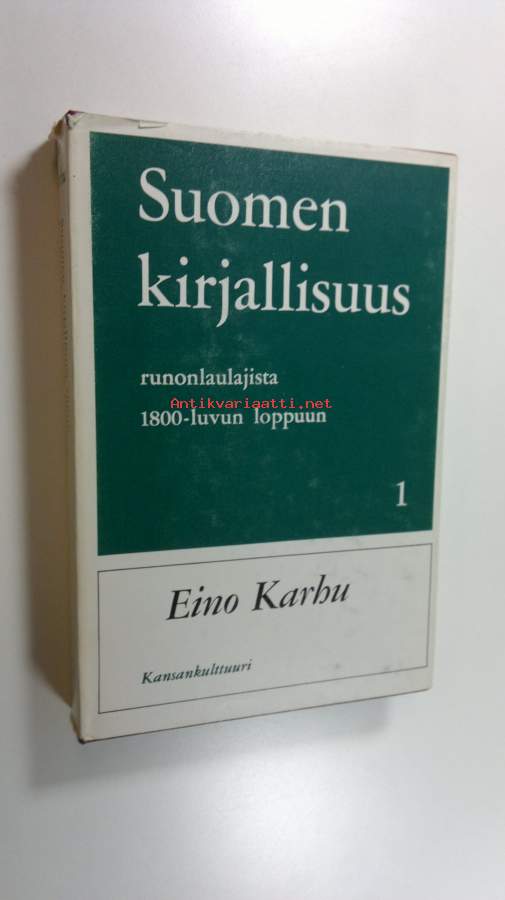 Suomen
kirjallisuus
runonlaulajista
Antikvariaatti.net
1800-luvun loppuun
1
Eino Karhu
Kansankulttuuri